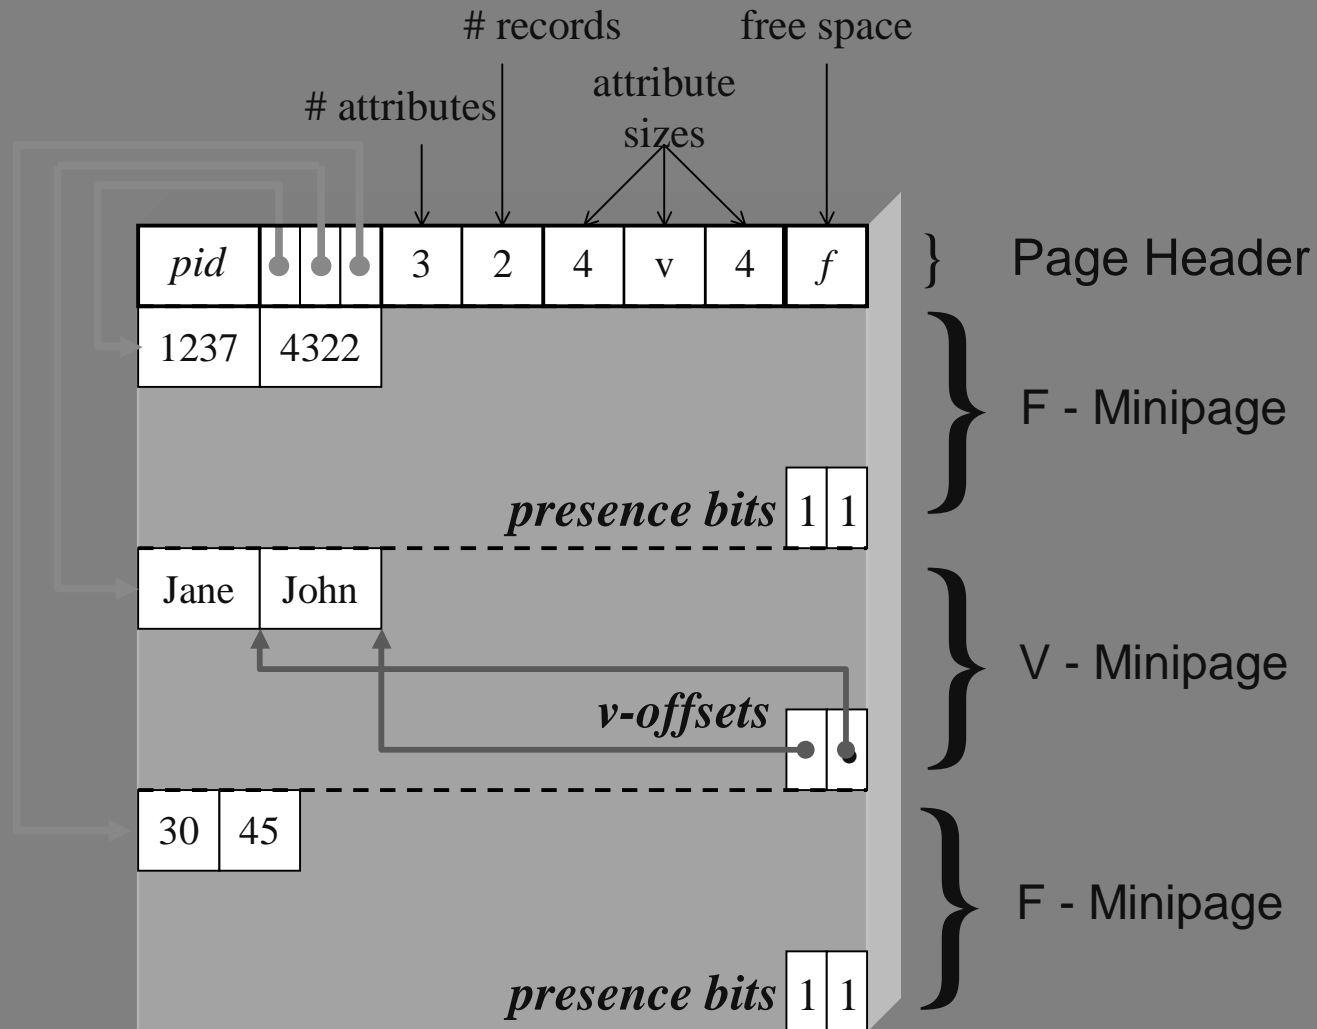 # records free space
# attributes attribute
sizes
pid 3 2 4 v 4 f } Page Header
1237 4322
F - Minipage
presence bits 1 1
Jane John
V - Minipage
v-offsets
30 45
F - Minipage
presence bits 1 1